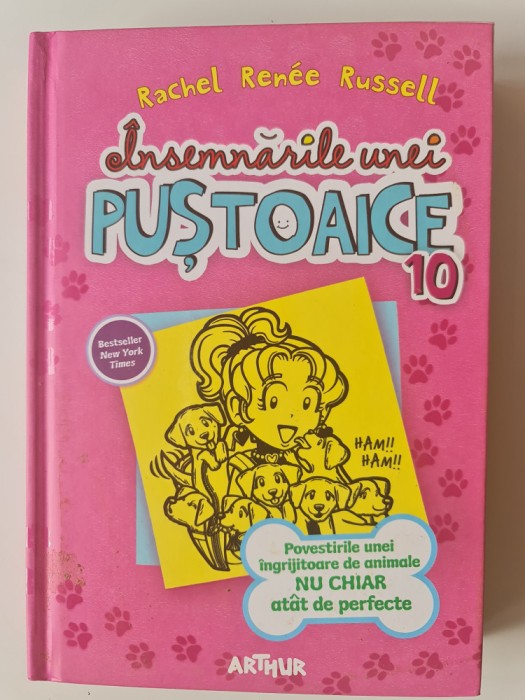 Rachel Renée Russell
Însemnările unei
PUȘTOAICE
10
Bestseller
New York
Times
HAM!!
HAM!!
Povestirile unei
îngrijitoare de animale
NU CHIAR
atât de perfecte
ARTHUR